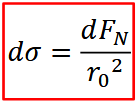 dσ = dF_N / r_0^2